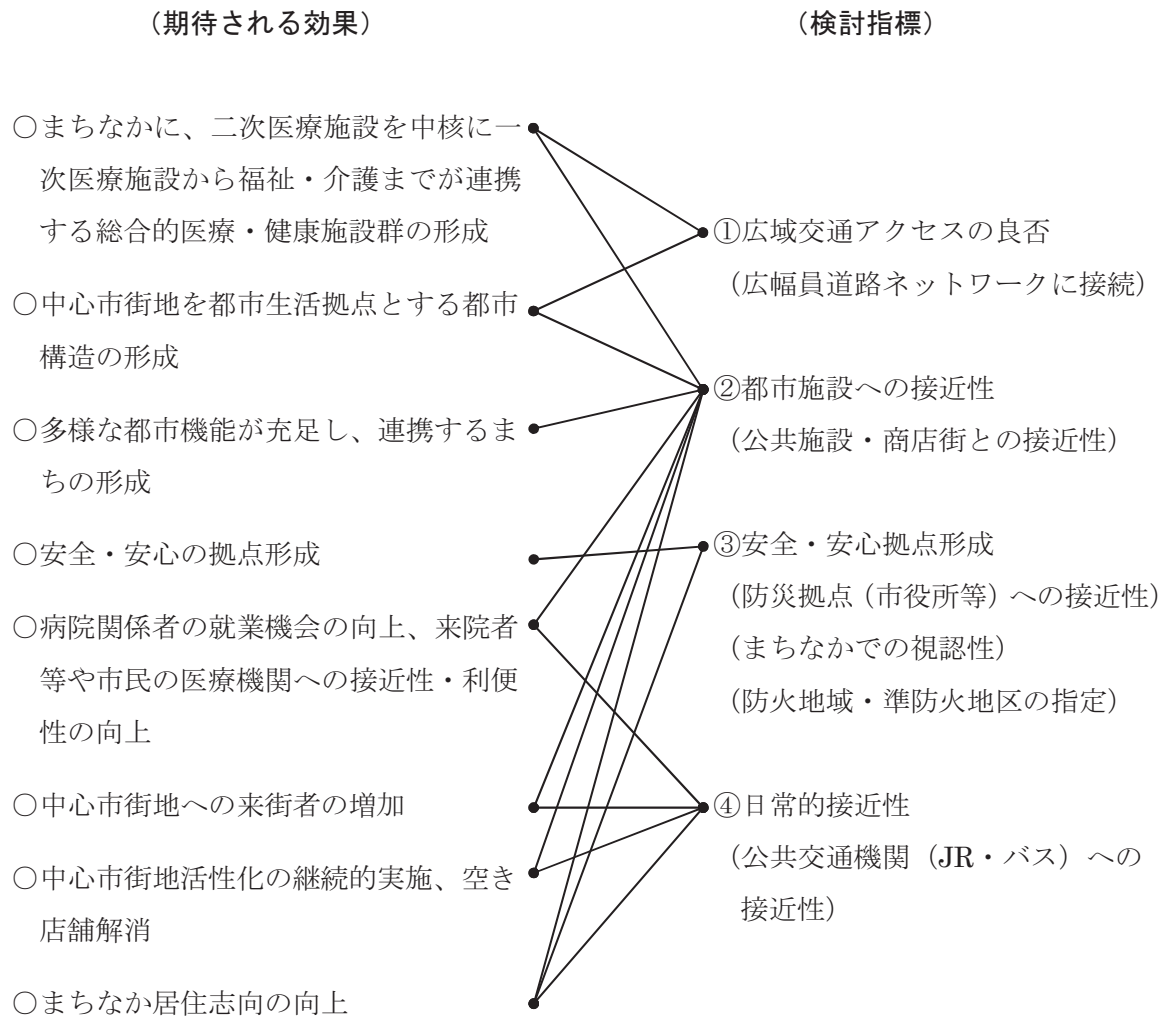 （期待される効果）
○まちなかに、二次医療施設を中核に一
次医療施設から福祉・介護までが連携
する総合的医療・健康施設群の形成
○中心市街地を都市生活拠点とする都市
構造の形成
○多様な都市機能が充足し、連携するま
ちの形成
○安全・安心の拠点形成
○病院関係者の就業機会の向上、来院者
等や市民の医療機関への接近性・利便
性の向上
○中心市街地への来街者の増加
○中心市街地活性化の継続的実施、空き
店舗解消
○まちなか居住志向の向上
（検討指標）
①広域交通アクセスの良否
（広幅員道路ネットワークに接続）
②都市施設への接近性
（公共施設・商店街との接近性）
③安全・安心拠点形成
（防災拠点（市役所等）への接近性）
（まちなかでの視認性）
（防火地域・準防火地区の指定）
④日常的接近性
（公共交通機関（JR・バス）への
接近性）